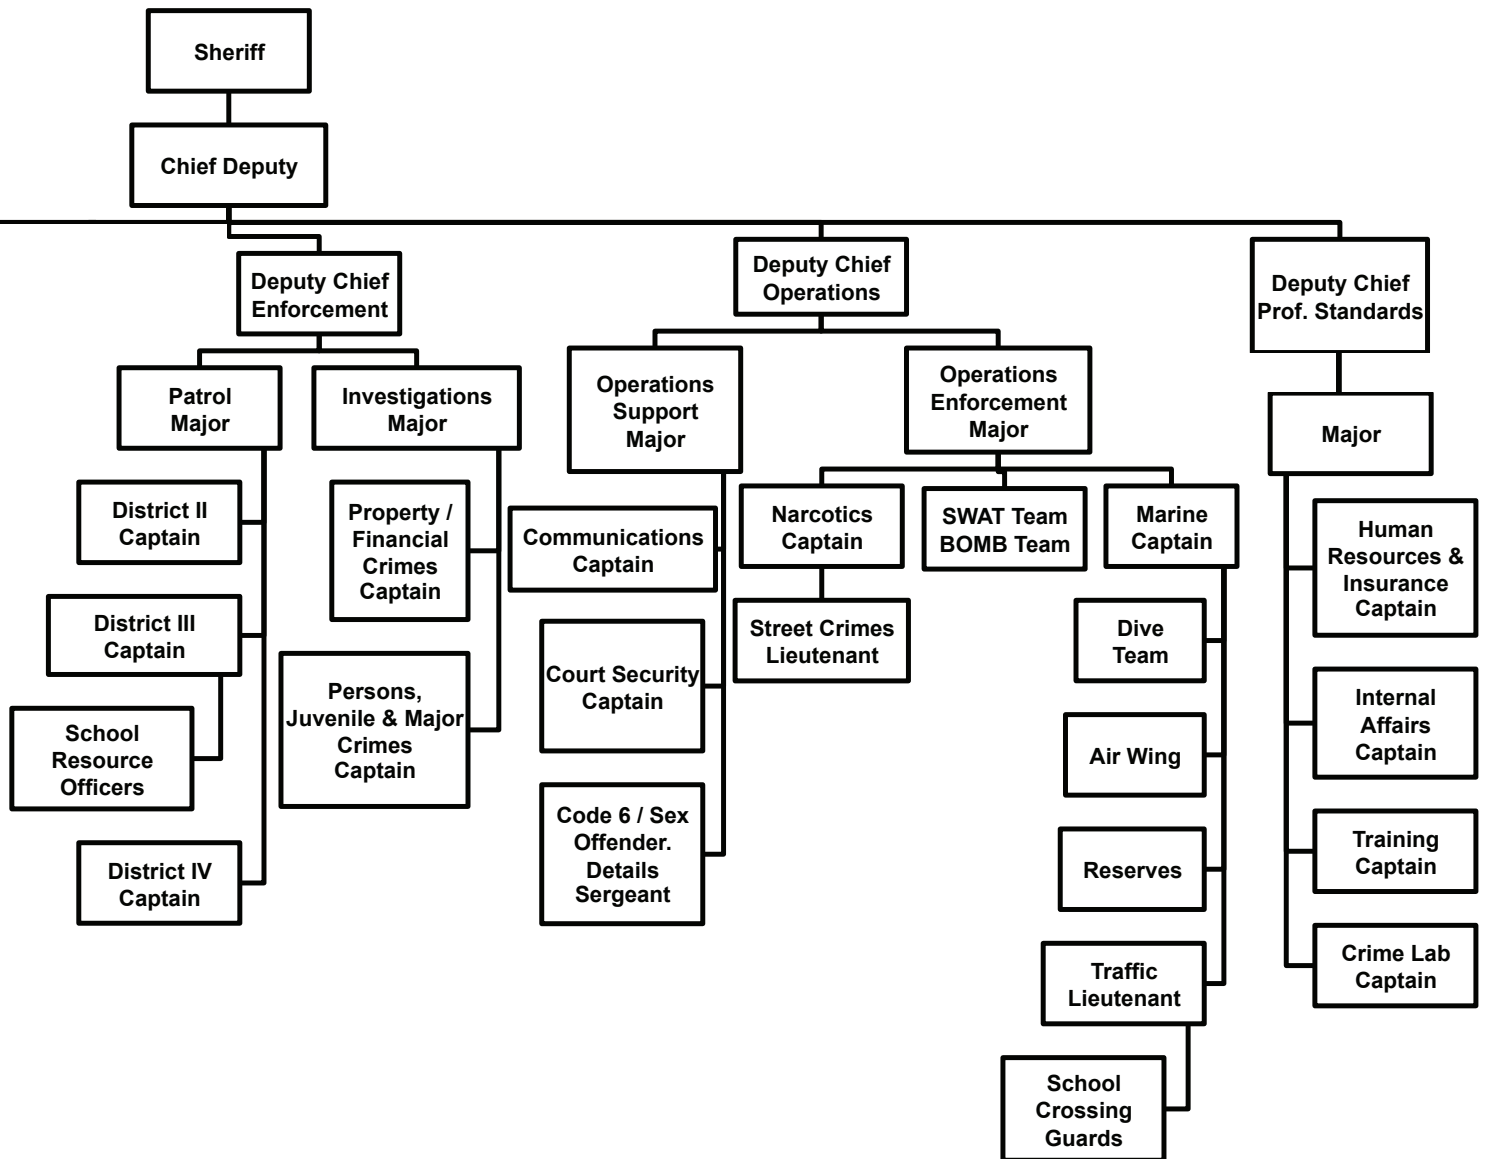 Sheriff
Chief Deputy
Deputy Chief
Enforcement
Deputy Chief
Operations
Deputy Chief
Prof. Standards
Patrol
Major
Investigations
Major
Operations
Support
Major
Operations
Enforcement
Major
Major
District II
Captain
District III
Captain
School
Resource
Officers
District IV
Captain
Property /
Financial
Crimes
Captain
Persons,
Juvenile & Major
Crimes
Captain
Communications
Captain
Court Security
Captain
Code 6 / Sex
Offender.
Details
Sergeant
Narcotics
Captain
Street Crimes
Lieutenant
SWAT Team
BOMB Team
Marine
Captain
Dive
Team
Air Wing
Reserves
Traffic
Lieutenant
School
Crossing
Guards
Human
Resources &
Insurance
Captain
Internal
Affairs
Captain
Training
Captain
Crime Lab
Captain